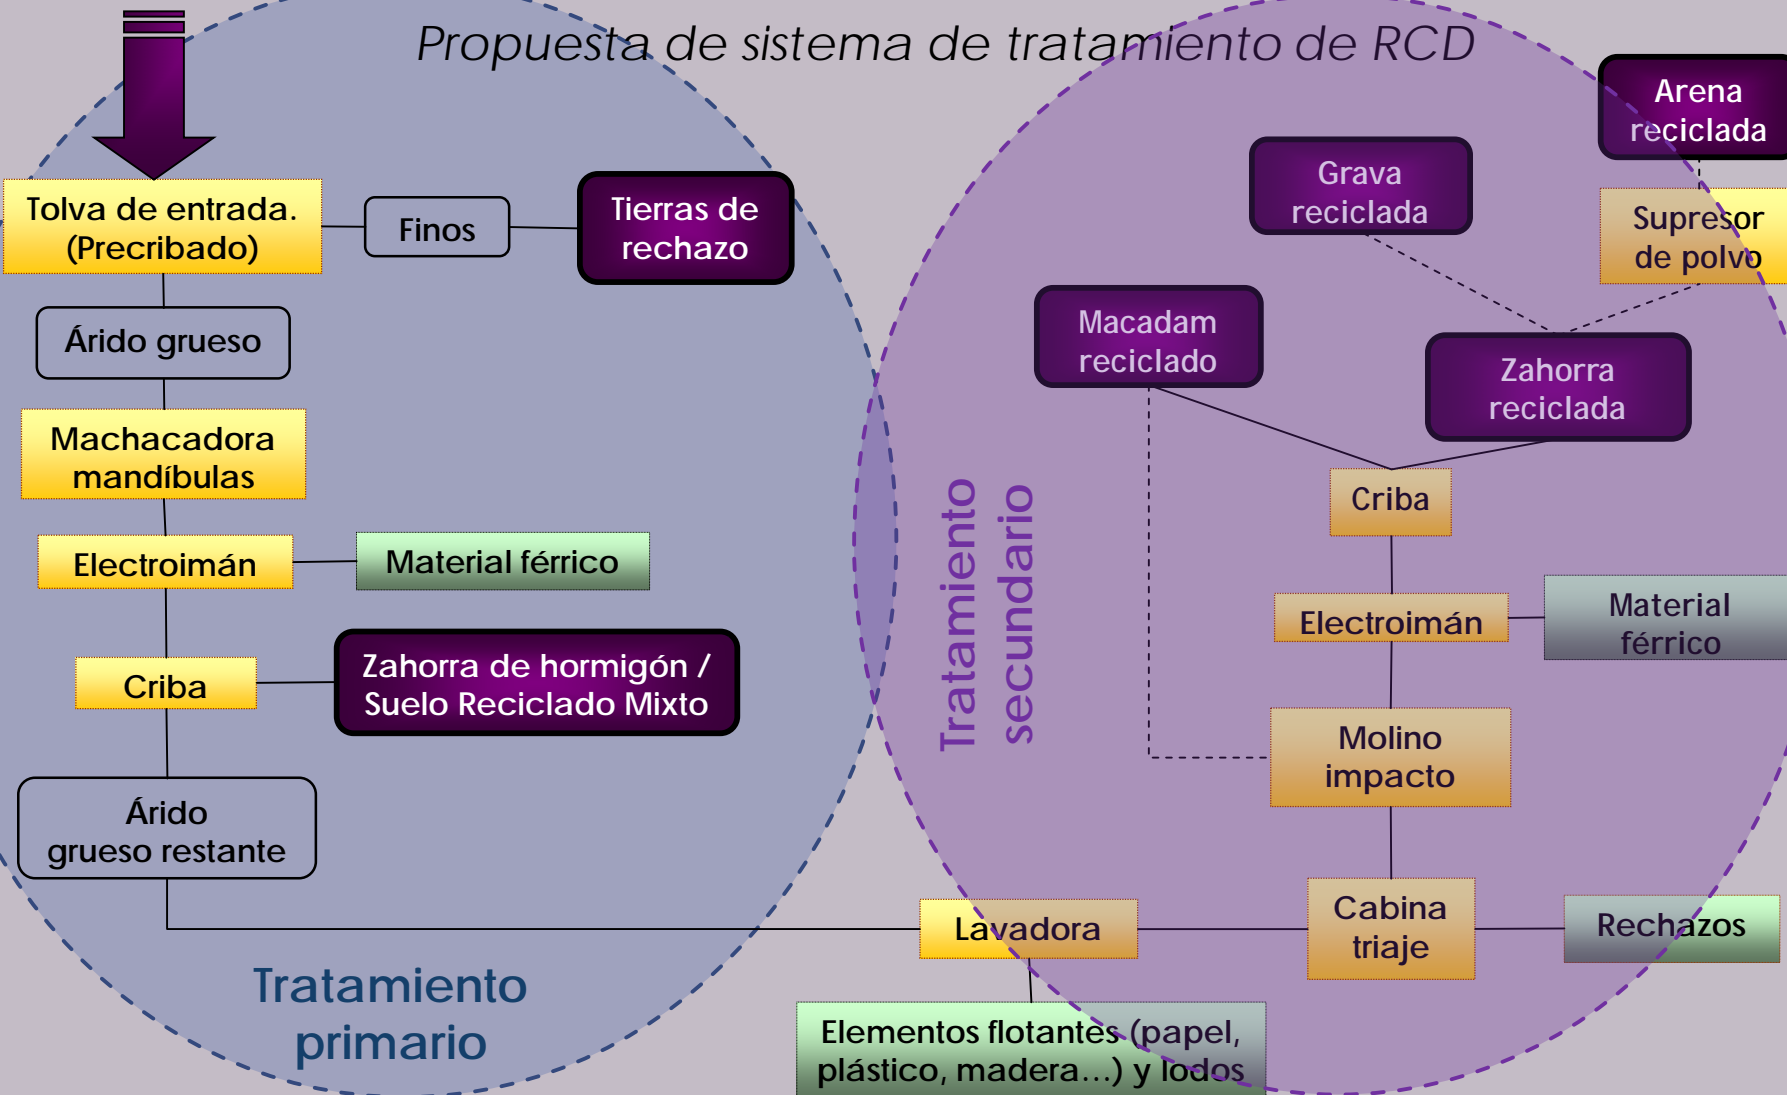 Propuesta de sistema de tratamiento de RCD
Tolva de entrada.
(Precribado)
Finos
Tierras de
rechazo
Árido grueso
Machacadora
mandíbulas
Electroimán
Material férrico
Criba
Zahorra de hormigón /
Suelo Reciclado Mixto
Árido
grueso restante
Tratamiento
primario
Lavadora
Elementos flotantes (papel,
plástico, madera...) y lodos
Cabina
triaje
Rechazos
Molino
impacto
Electroimán
Material
férrico
Criba
Macadam
reciclado
Zahorra
reciclada
Grava
reciclada
Supresor
de polvo
Arena
reciclada
Tratamiento
secundario